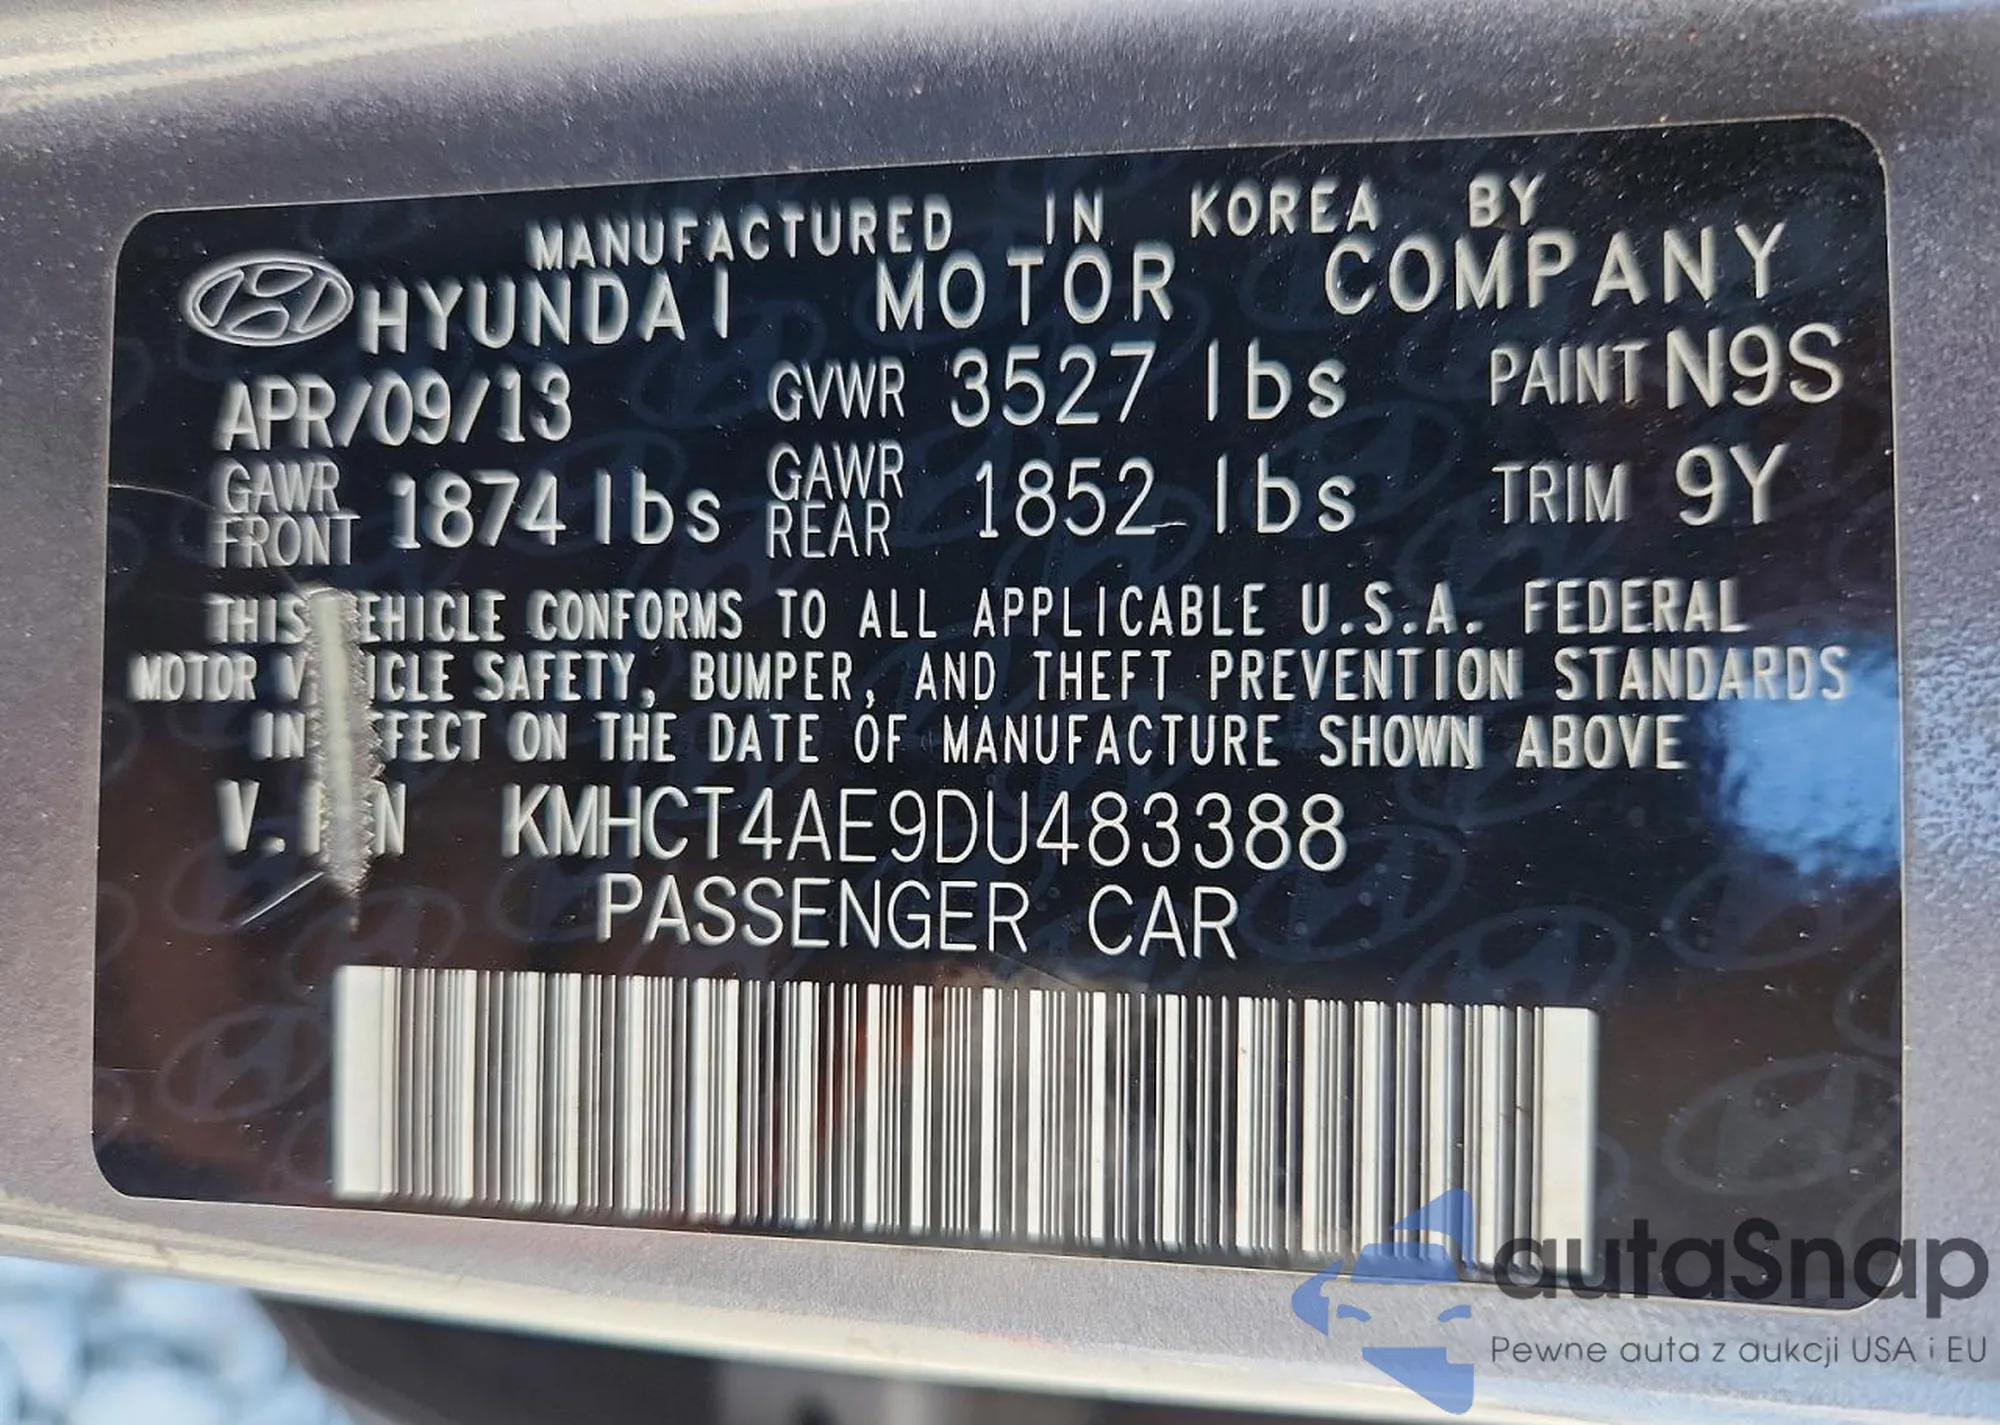 MANUFACTURED IN KOREA BY
HYUNDAI MOTOR COMPANY
APR/09/13 GVWR 3527 lbs PAINT N9S
GAWR FRONT 1874 lbs GAWR REAR 1852 lbs TRIM 9Y
THIS VEHICLE CONFORMS TO ALL APPLICABLE U.S.A. FEDERAL
MOTOR VEHICLE SAFETY, BUMPER, AND THEFT PREVENTION STANDARDS
IN EFFECT ON THE DATE OF MANUFACTURE SHOWN ABOVE
V.I.N KMHCT4AE9DU483388
PASSENGER CAR
autaSnap
Pewne auta z aukcji USA i EU